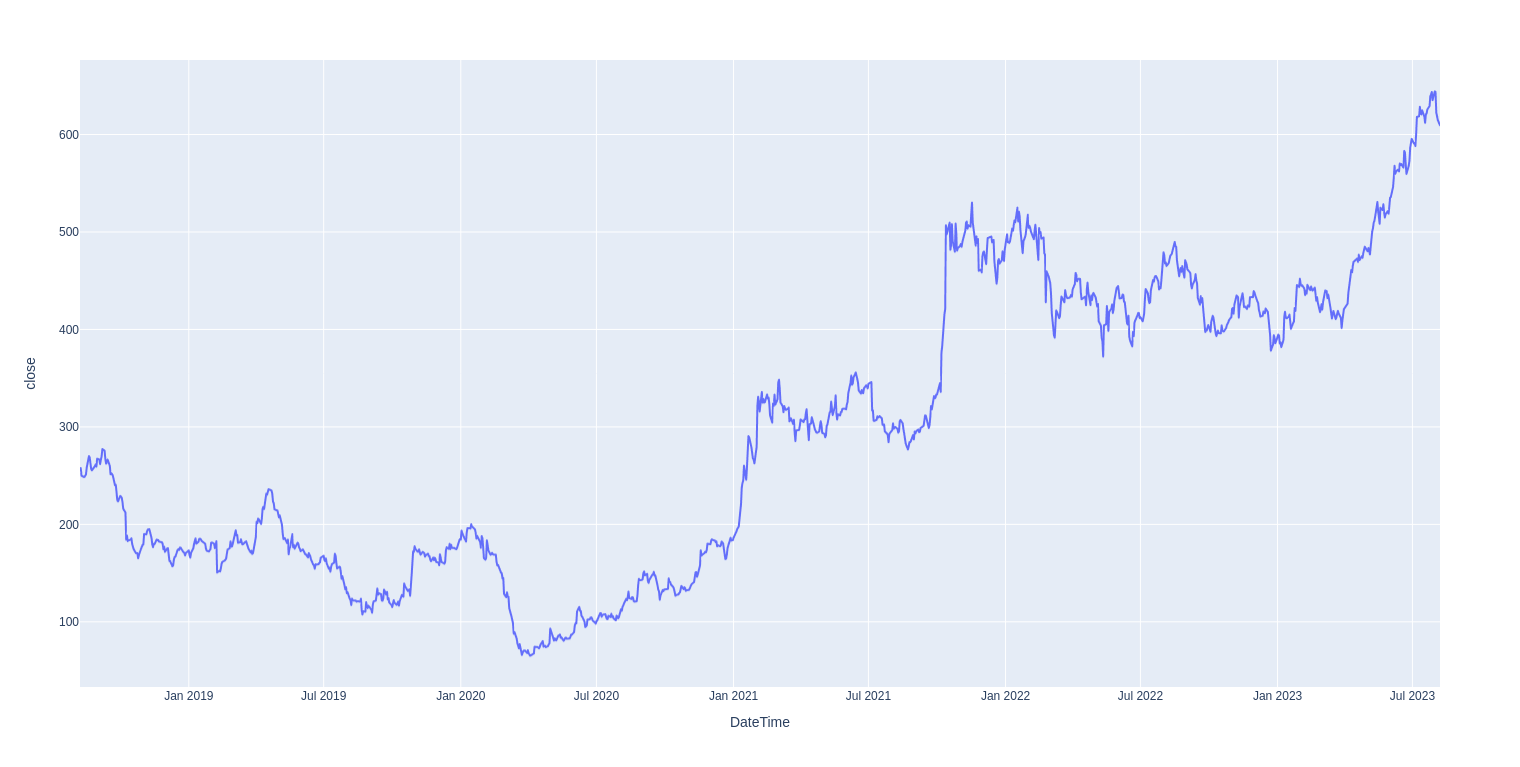 600
500
400
300
200
100
close
Jan 2019
Jul 2019
Jan 2020
Jul 2020
Jan 2021
Jul 2021
Jan 2022
Jul 2022
Jan 2023
Jul 2023
DateTime